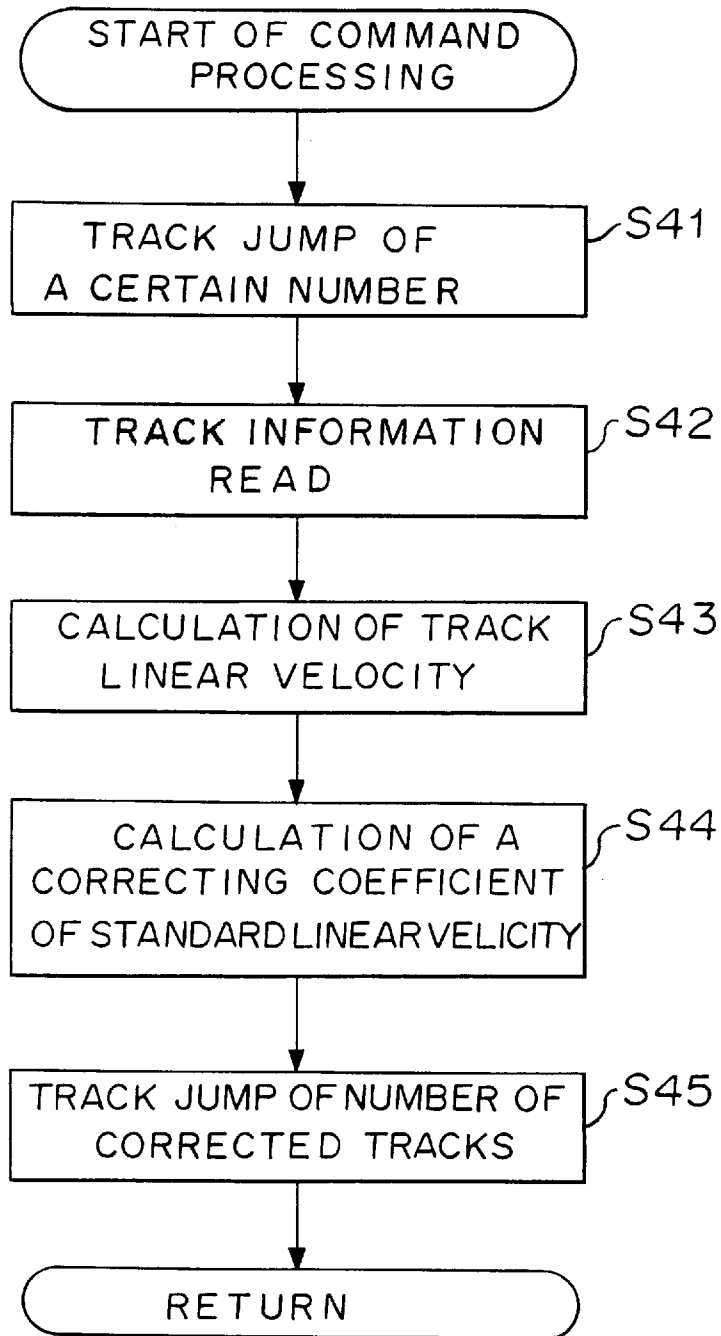 START OF COMMAND
PROCESSING
TRACK JUMP OF
A CERTAIN NUMBER
S41
TRACK INFORMATION
READ
S42
CALCULATION OF TRACK
LINEAR VELOCITY
S43
CALCULATION OF A
CORRECTING COEFFICIENT
OF STANDARD LINEAR VELICITY
S44
TRACK JUMP OF NUMBER OF
CORRECTED TRACKS
S45
RETURN